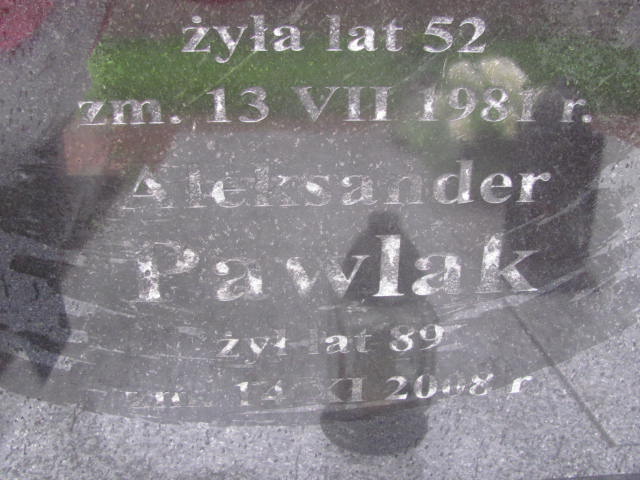 żyła lat 52
zm. 13 VII 1981 r.
Aleksander
Pawlak
żył lat 89
zm. 14 XI 2008 r